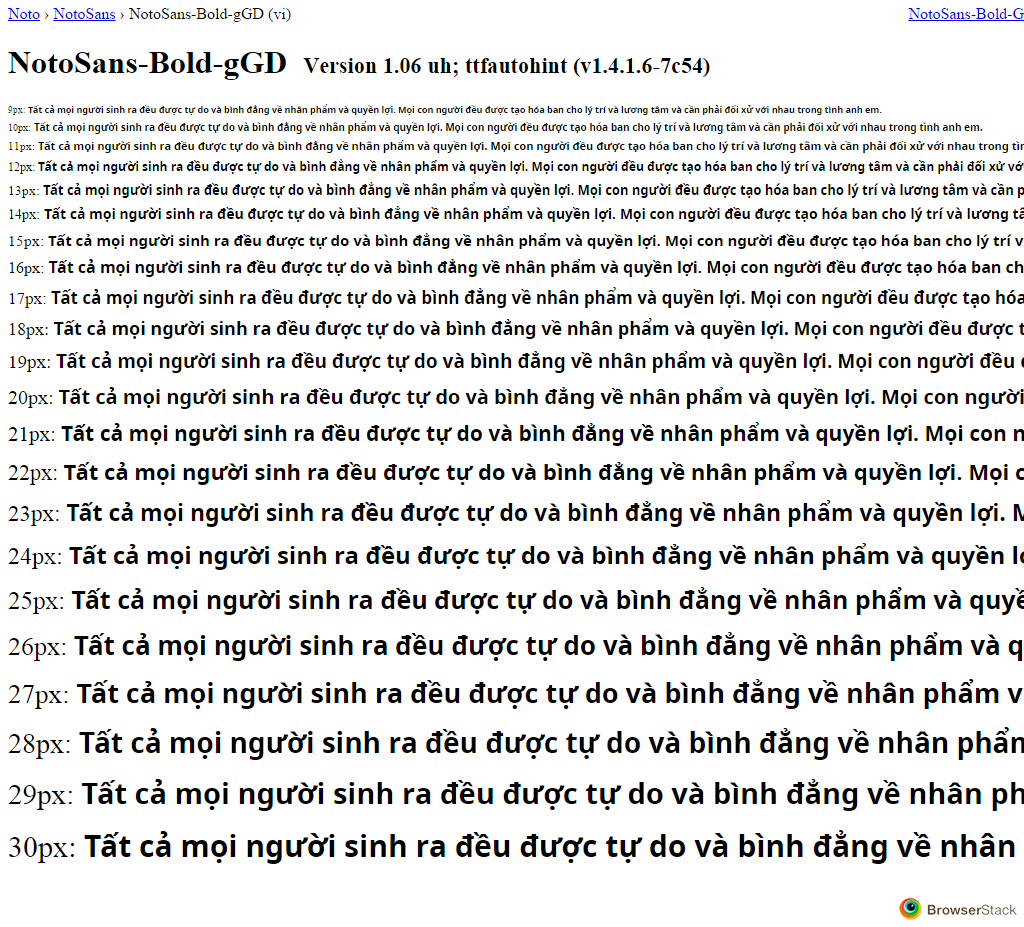 Noto › NotoSans › NotoSans-Bold-gGD (vi) NotoSans-Bold-G
NotoSans-Bold-gGD Version 1.06 uh; ttfautohint (v1.4.1.6-7c54)
9px: Tất cả mọi người sinh ra đều được tự do và bình đẳng về nhân phẩm và quyền lợi. Mọi con người đều được tạo hóa ban cho lý trí và lương tâm và cần phải đối xử với nhau trong tình anh em.
10px: Tất cả mọi người sinh ra đều được tự do và bình đẳng về nhân phẩm và quyền lợi. Mọi con người đều được tạo hóa ban cho lý trí và lương tâm và cần phải đối xử với nhau trong tình anh em.
11px: Tất cả mọi người sinh ra đều được tự do và bình đẳng về nhân phẩm và quyền lợi. Mọi con người đều được tạo hóa ban cho lý trí và lương tâm và cần phải đối xử với nhau trong tìn
12px: Tất cả mọi người sinh ra đều được tự do và bình đẳng về nhân phẩm và quyền lợi. Mọi con người đều được tạo hóa ban cho lý trí và lương tâm và cần phải đối xử vớ
13px: Tất cả mọi người sinh ra đều được tự do và bình đẳng về nhân phẩm và quyền lợi. Mọi con người đều được tạo hóa ban cho lý trí và lương tâm và cần p
14px: Tất cả mọi người sinh ra đều được tự do và bình đẳng về nhân phẩm và quyền lợi. Mọi con người đều được tạo hóa ban cho lý trí và lương tâ
15px: Tất cả mọi người sinh ra đều được tự do và bình đẳng về nhân phẩm và quyền lợi. Mọi con người đều được tạo hóa ban cho lý trí v
16px: Tất cả mọi người sinh ra đều được tự do và bình đẳng về nhân phẩm và quyền lợi. Mọi con người đều được tạo hóa ban ch
17px: Tất cả mọi người sinh ra đều được tự do và bình đẳng về nhân phẩm và quyền lợi. Mọi con người đều được tạo hóa
18px: Tất cả mọi người sinh ra đều được tự do và bình đẳng về nhân phẩm và quyền lợi. Mọi con người đều được t
19px: Tất cả mọi người sinh ra đều được tự do và bình đẳng về nhân phẩm và quyền lợi. Mọi con người đều
20px: Tất cả mọi người sinh ra đều được tự do và bình đẳng về nhân phẩm và quyền lợi. Mọi con người
21px: Tất cả mọi người sinh ra đều được tự do và bình đẳng về nhân phẩm và quyền lợi. Mọi con n
22px: Tất cả mọi người sinh ra đều được tự do và bình đẳng về nhân phẩm và quyền lợi. Mọi c
23px: Tất cả mọi người sinh ra đều được tự do và bình đẳng về nhân phẩm và quyền lợi. M
24px: Tất cả mọi người sinh ra đều được tự do và bình đẳng về nhân phẩm và quyền lợ
25px: Tất cả mọi người sinh ra đều được tự do và bình đẳng về nhân phẩm và quyề
26px: Tất cả mọi người sinh ra đều được tự do và bình đẳng về nhân phẩm và q
27px: Tất cả mọi người sinh ra đều được tự do và bình đẳng về nhân phẩm v
28px: Tất cả mọi người sinh ra đều được tự do và bình đẳng về nhân phẩm
29px: Tất cả mọi người sinh ra đều được tự do và bình đẳng về nhân ph
30px: Tất cả mọi người sinh ra đều được tự do và bình đẳng về nhân
BrowserStack